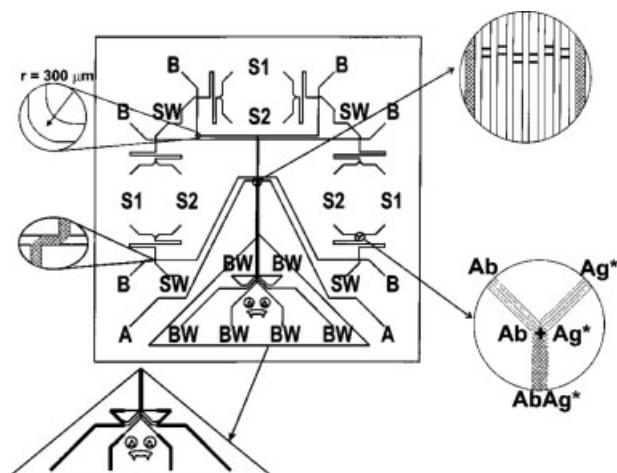 B S1 B
r = 300 µm
B SW S2 SW B
S1 S2 S2 S1
B SW BW BW SW B
A BW BW BW BW A
Ab Ag*
Ab + Ag*
AbAg*